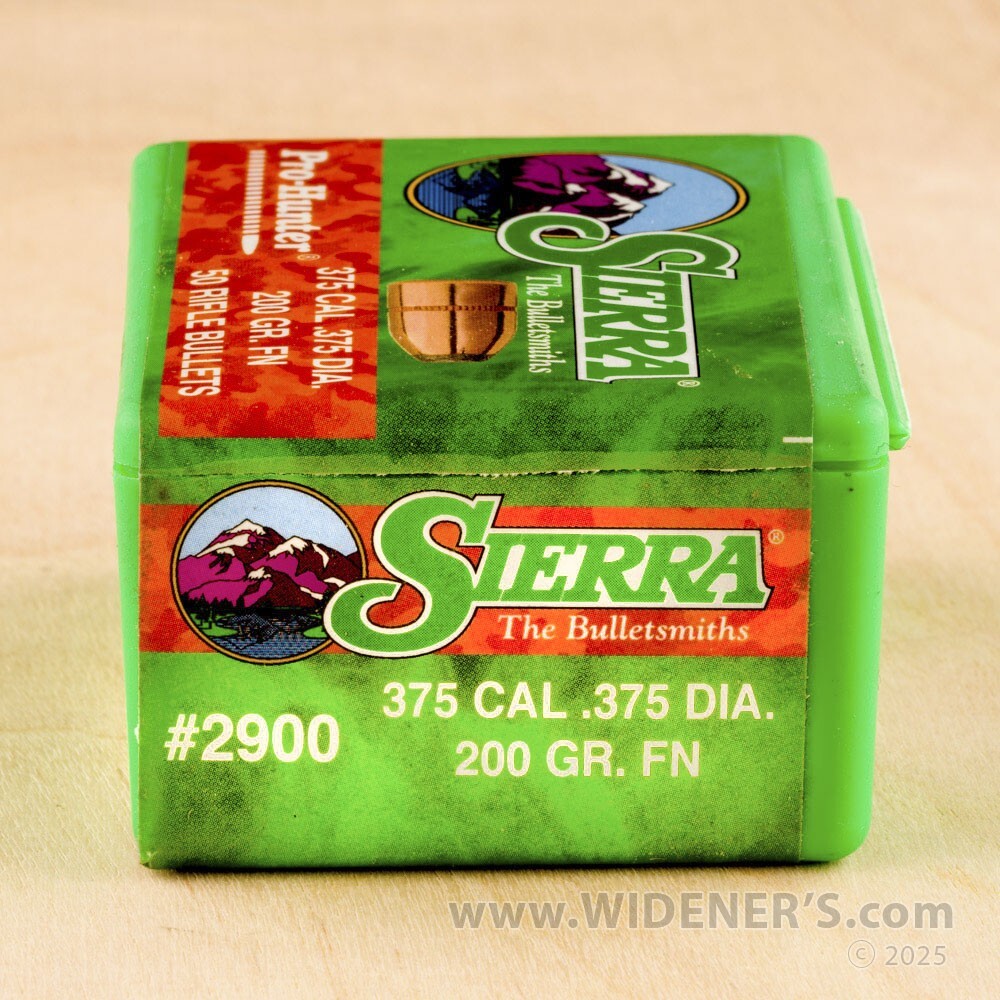 Pro-Hunter®
375 CAL .375 DIA.
200 GR. FN
50 RIFLE BULLETS
SIERRA®
The Bulletsmiths
SIERRA®
The Bulletsmiths
#2900
375 CAL .375 DIA.
200 GR. FN
www.WIDENER'S.com
© 2025